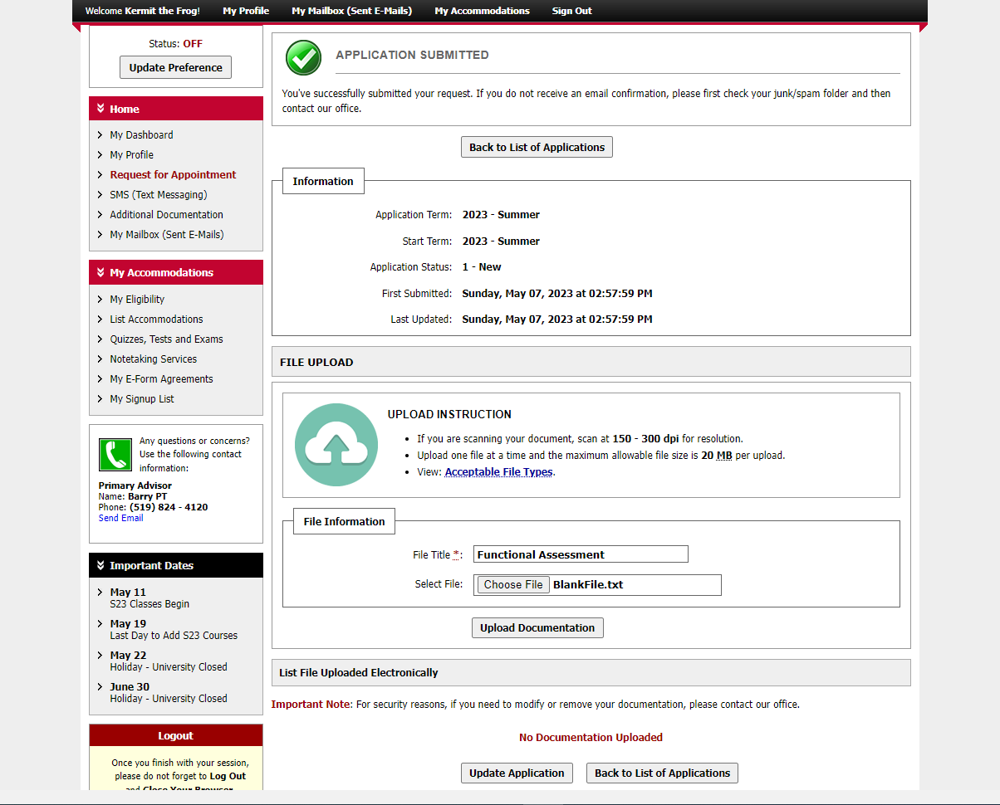 Welcome Kermit the Frog! My Profile My Mailbox (Sent E-Mails) My Accommodations Sign Out
Status: OFF
Update Preference
Home
My Dashboard
My Profile
Request for Appointment
SMS (Text Messaging)
Additional Documentation
My Mailbox (Sent E-Mails)
My Accommodations
My Eligibility
List Accommodations
Quizzes, Tests and Exams
Notetaking Services
My E-Form Agreements
My Signup List
Any questions or concerns?
Use the following contact
information:
Primary Advisor
Name: Barry PT
Phone: (519) 824 - 4120
Send Email
Important Dates
May 11
S23 Classes Begin
May 19
Last Day to Add S23 Courses
May 22
Holiday - University Closed
June 30
Holiday - University Closed
Logout
Once you finish with your session,
please do not forget to Log Out
and Close Your Browser
APPLICATION SUBMITTED
You've successfully submitted your request. If you do not receive an email confirmation, please first check your junk/spam folder and then
contact our office.
Back to List of Applications
Information
Application Term: 2023 - Summer
Start Term: 2023 - Summer
Application Status: 1 - New
First Submitted: Sunday, May 07, 2023 at 02:57:59 PM
Last Updated: Sunday, May 07, 2023 at 02:57:59 PM
FILE UPLOAD
UPLOAD INSTRUCTION
• If you are scanning your document, scan at 150 - 300 dpi for resolution.
• Upload one file at a time and the maximum allowable file size is 20 MB per upload.
• View: Acceptable File Types.
File Information
File Title *: Functional Assessment
Select File: Choose File BlankFile.txt
Upload Documentation
List File Uploaded Electronically
Important Note: For security reasons, if you need to modify or remove your documentation, please contact our office.
No Documentation Uploaded
Update Application Back to List of Applications